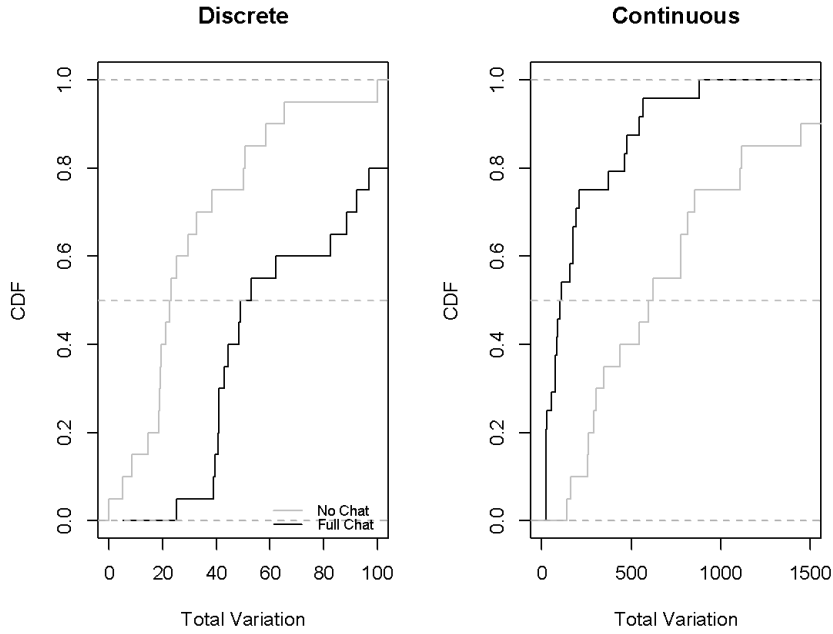 Discrete
CDF
0.0 0.2 0.4 0.6 0.8 1.0
No Chat
Full Chat
0 20 40 60 80 100
Total Variation
Continuous
CDF
0.0 0.2 0.4 0.6 0.8 1.0
0 500 1000 1500
Total Variation